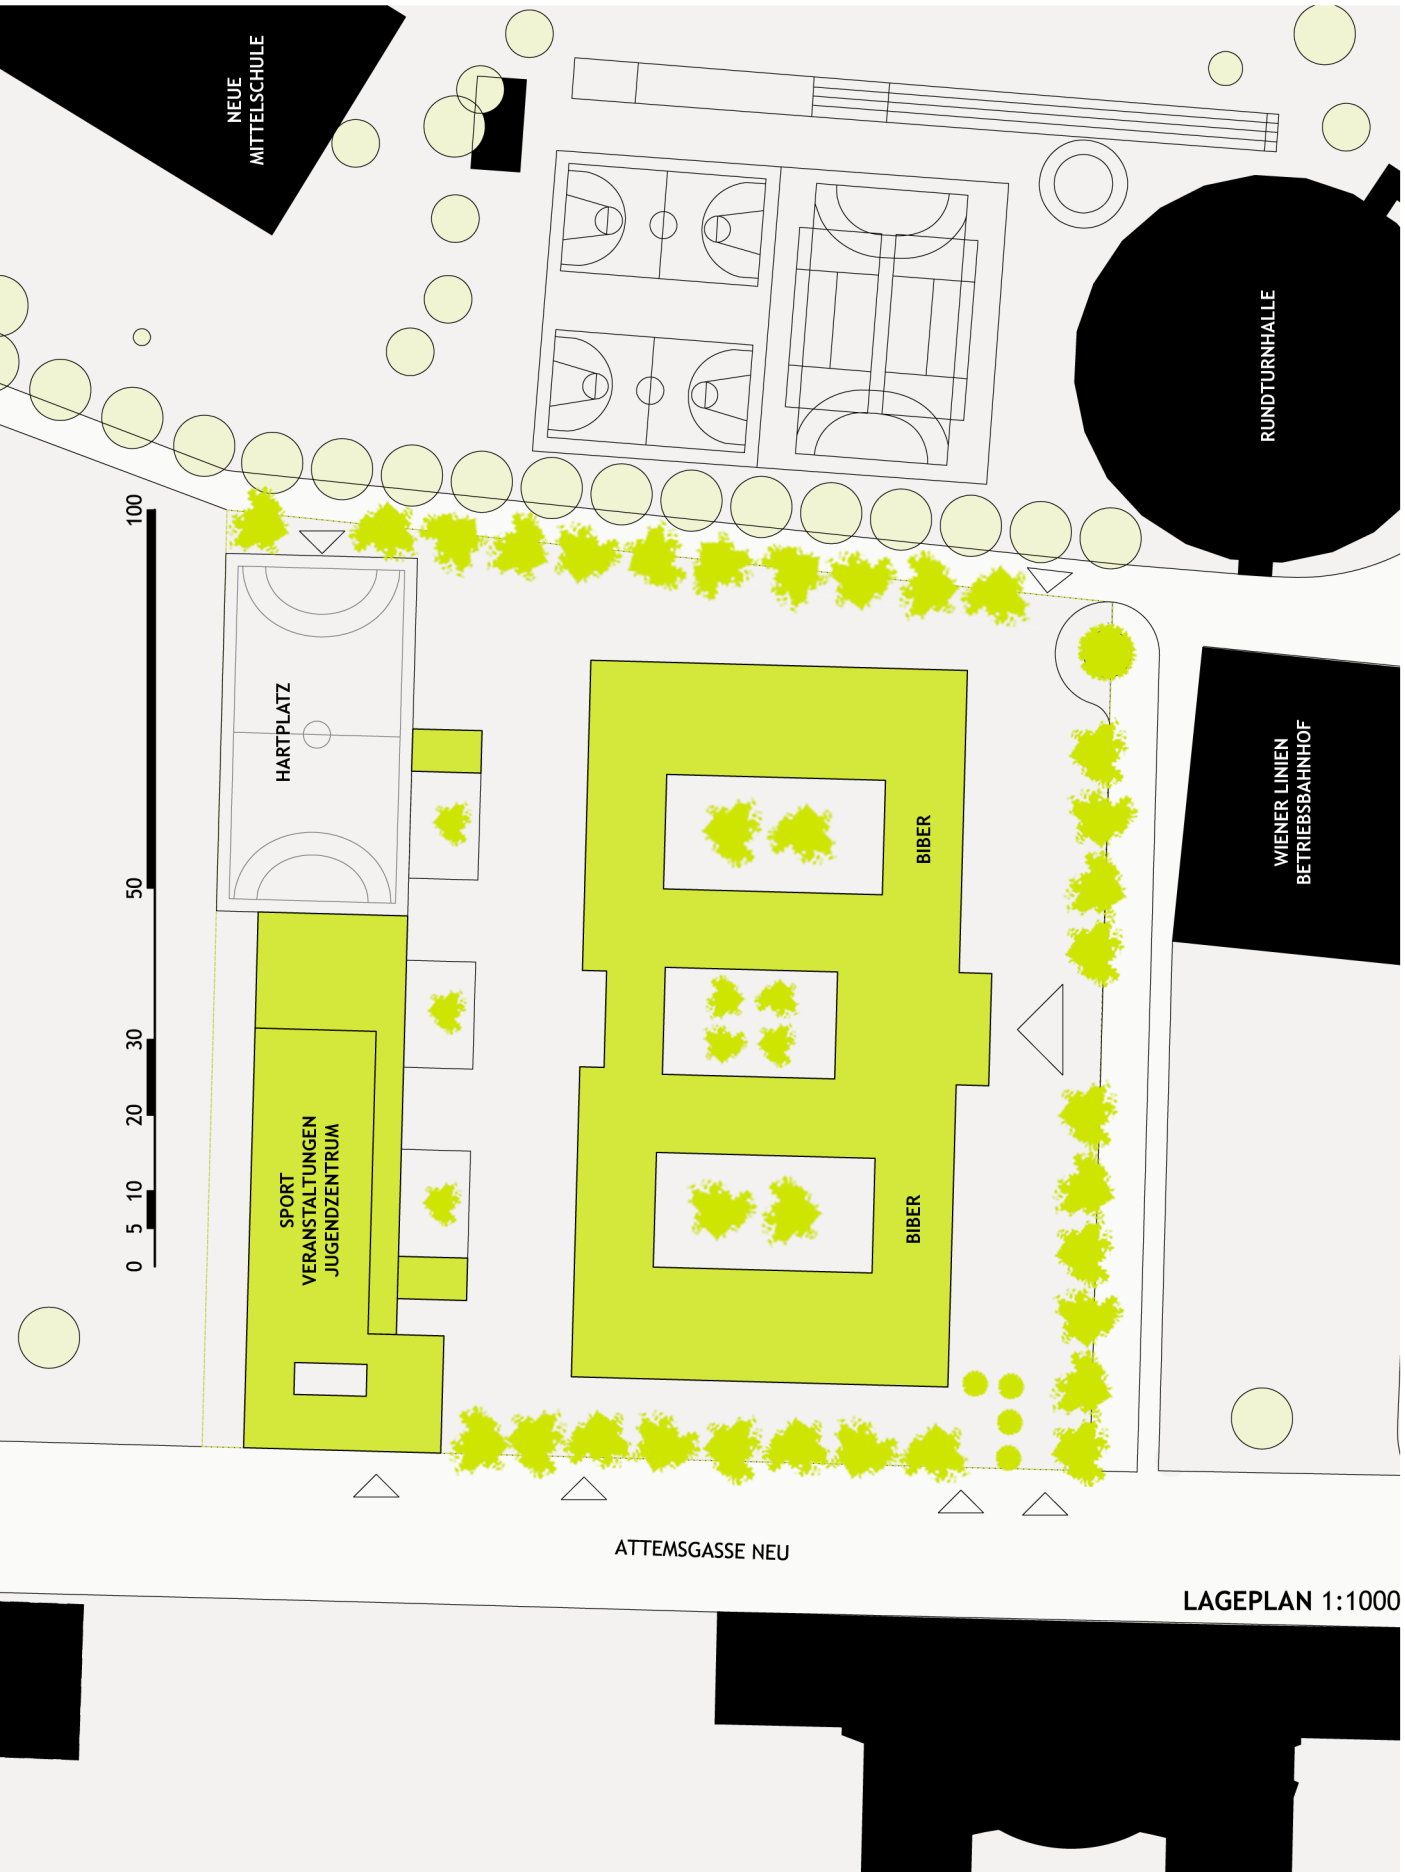 NEUE
MITTELSCHULE
RUNDTURNHALLE
100
HARTPLATZ
WIENER LINIEN
BETRIEBSBAHNHOF
BIBER
50
30
20
10
5
0
SPORT
VERANSTALTUNGEN
JUGENDZENTRUM
BIBER
ATTEMSGASSE NEU
LAGEPLAN 1:1000